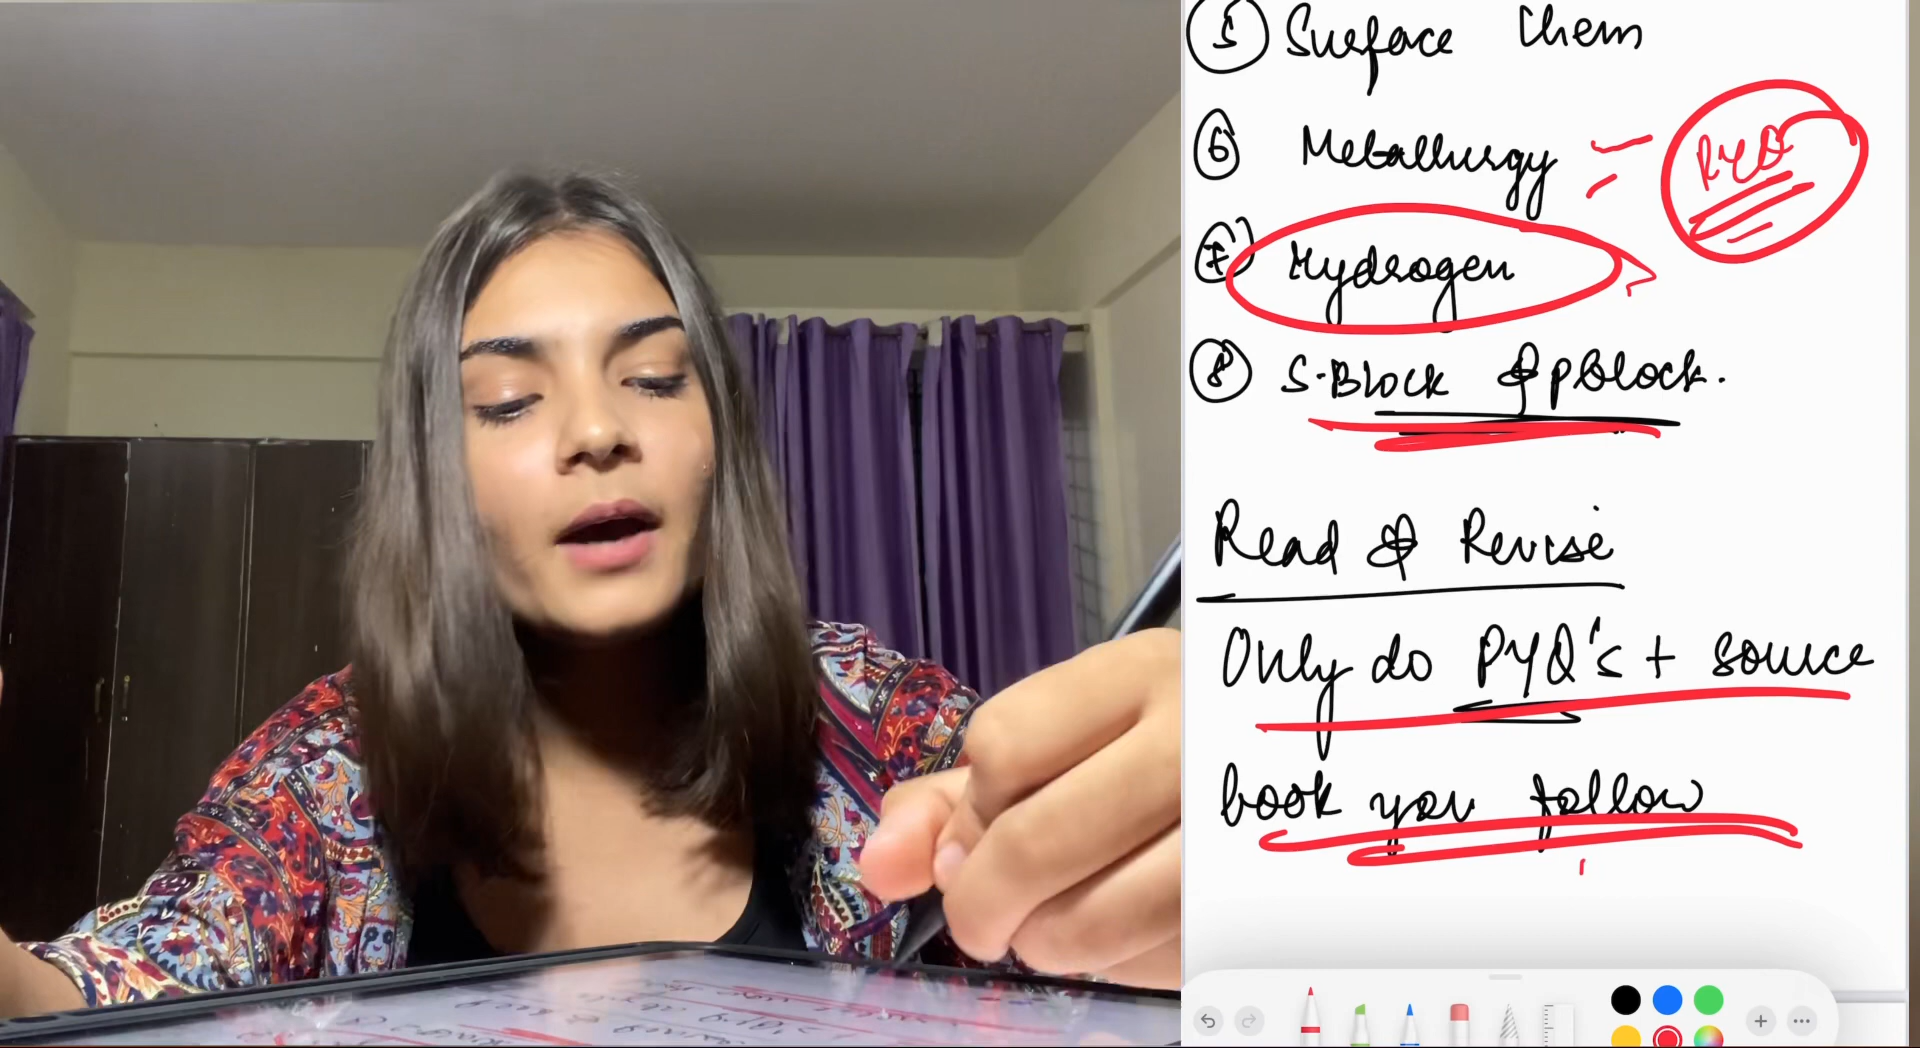 5 Surface Chem
6 Metallurgy PYQ
7 Hydrogen
8 S-Block & p Block.
Read & Revise
Only do PYQ's + source
book you follow